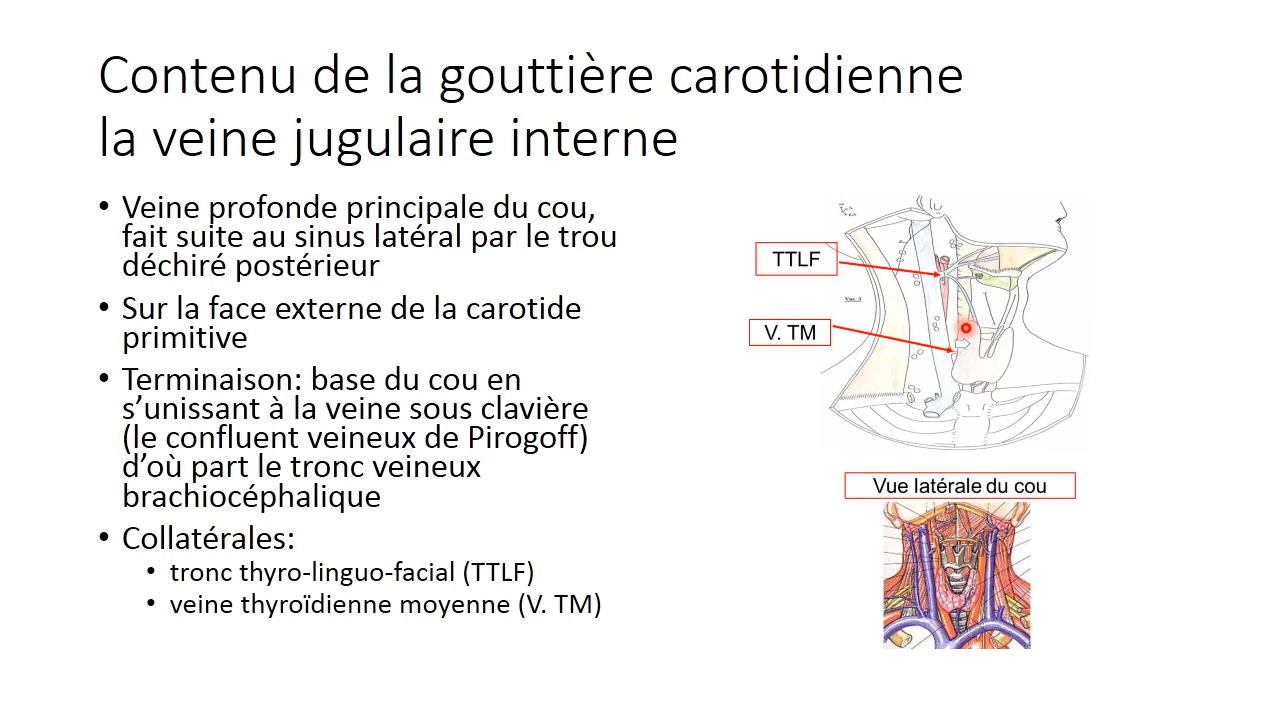 Contenu de la gouttière carotidienne
la veine jugulaire interne
• Veine profonde principale du cou,
fait suite au sinus latéral par le trou
déchiré postérieur
• Sur la face externe de la carotide
primitive
• Terminaison: base du cou en
s’unissant à la veine sous clavière
(le confluent veineux de Pirogoff)
d’où part le tronc veineux
brachiocéphalique
• Collatérales:
• tronc thyro-linguo-facial (TTLF)
• veine thyroïdienne moyenne (V. TM)
TTLF
V. TM
Vue latérale du cou